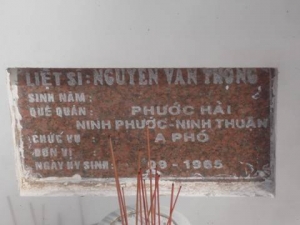 LIỆT SĨ: NGUYỄN VĂN THÔNG
SINH NĂM :
QUÊ QUÁN : PHƯỚC HẢI
NINH PHƯỚC-NINH THUẬN
CHỨC VỤ : A PHÓ
ĐƠN VỊ
NGÀY HY SINH : 09-1965